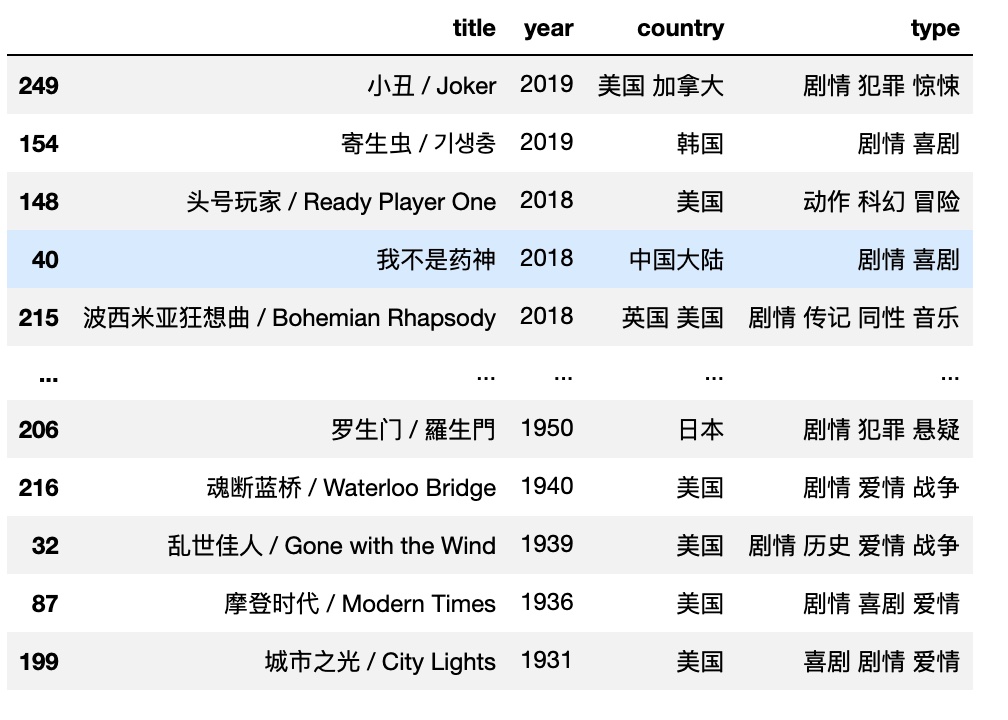 title year country type
249 小丑 / Joker 2019 美国 加拿大 剧情 犯罪 惊悚
154 寄生虫 / 기생충 2019 韩国 剧情 喜剧
148 头号玩家 / Ready Player One 2018 美国 动作 科幻 冒险
40 我不是药神 2018 中国大陆 剧情 喜剧
215 波西米亚狂想曲 / Bohemian Rhapsody 2018 英国 美国 剧情 传记 同性 音乐
... ... ... ... ...
206 罗生门 / 羅生門 1950 日本 剧情 犯罪 悬疑
216 魂断蓝桥 / Waterloo Bridge 1940 美国 剧情 爱情 战争
32 乱世佳人 / Gone with the Wind 1939 美国 剧情 历史 爱情 战争
87 摩登时代 / Modern Times 1936 美国 剧情 喜剧 爱情
199 城市之光 / City Lights 1931 美国 喜剧 剧情 爱情